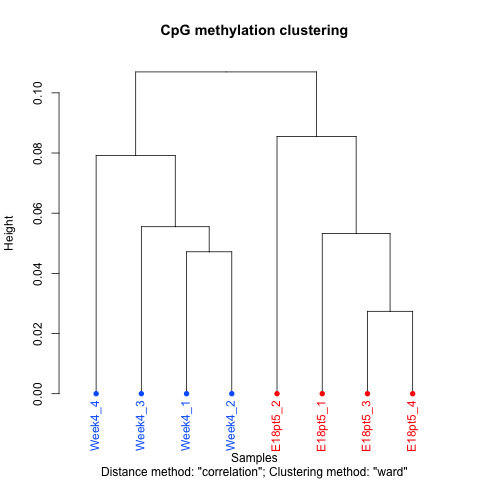 CpG methylation clustering
Height
0.10
0.08
0.06
0.04
0.02
0.00
Week4_4
Week4_3
Week4_1
Week4_2
E18pt5_2
E18pt5_1
E18pt5_3
E18pt5_4
Samples
Distance method: "correlation"; Clustering method: "ward"